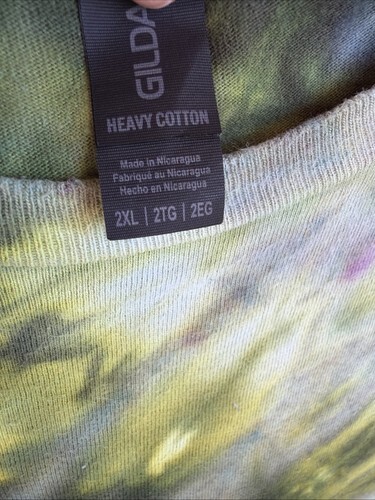 GILDA
HEAVY COTTON
Made in Nicaragua
Fabriqué au Nicaragua
Hecho en Nicaragua
2XL | 2TG | 2EG